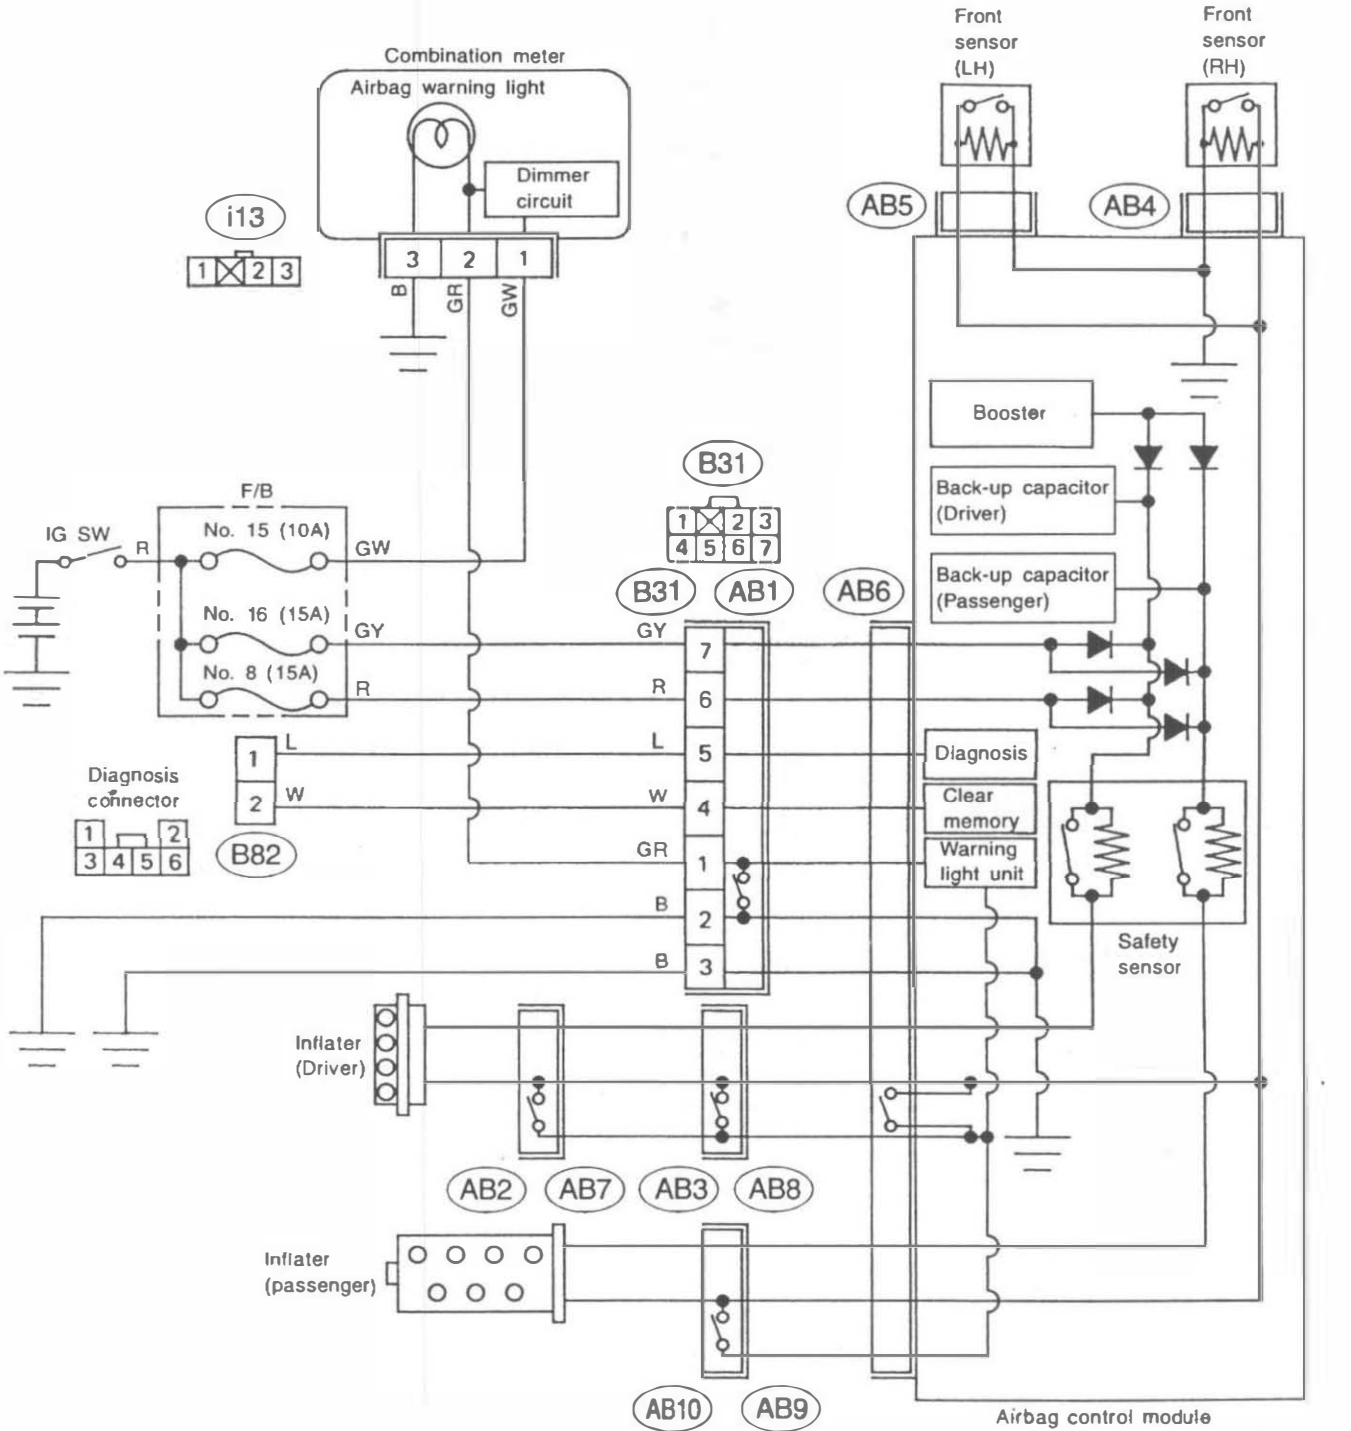 Front
sensor
(LH)
Front
sensor
(RH)
Combination meter
Airbag warning light
Dimmer
circuit
i13
1 2 3
3 2 1
B
GR
GW
AB5
AB4
Booster
Back-up capacitor
(Driver)
Back-up capacitor
(Passenger)
B31
1 2 3
4 5 6 7
F/B
IG SW
R
No. 15 (10A)
GW
No. 16 (15A)
GY
No. 8 (15A)
R
B31
AB1
AB6
GY
7
R
6
L
5
W
4
GR
1
B
2
B
3
1
L
2
W
B82
Diagnosis
connector
1 2
3 4 5 6
Diagnosis
Clear
memory
Warning
light unit
Safety
sensor
Inflater
(Driver)
AB2
AB7
AB3
AB8
Inflater
(passenger)
AB10
AB9
Airbag control module